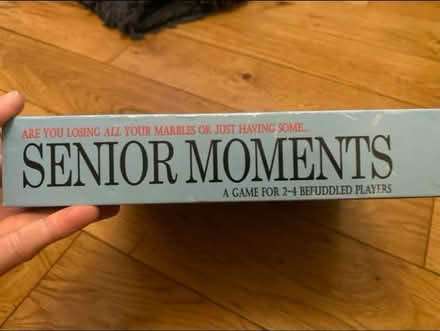 ARE YOU LOSING ALL YOUR MARBLES OR JUST HAVING SOME...
SENIOR MOMENTS
A GAME FOR 2-4 BEFUDDLED PLAYERS